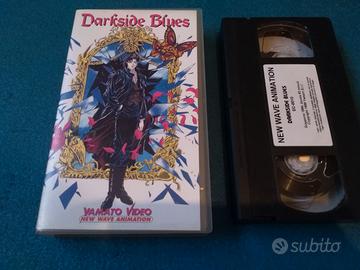 Darkside Blues
YAMATO VIDEO
NEW WAVE ANIMATION
NEW WAVE ANIMATION
DARKSIDE BLUES
subito